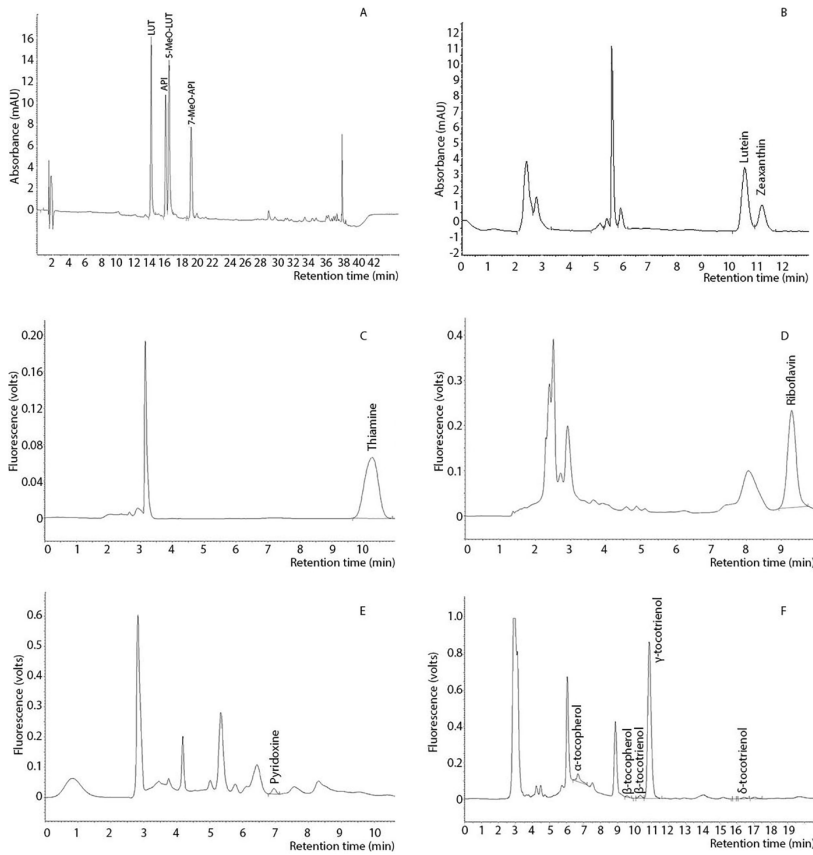 A
LUT
API
5-MeO-LUT
7-MeO-API
Absorbance (mAU)
16
14
12
10
8
6
4
2
0
2 4 6 8 10 12 14 16 18 20 22 24 26 28 30 32 34 36 38 40 42
Retention time (min)
B
Lutein
Zeaxanthin
Absorbance (mAU)
12
11
10
9
8
7
6
5
4
3
2
1
0
-1
-2
0 1 2 3 4 5 6 7 8 9 10 11 12
Retention time (min)
C
Thiamine
Fluorescence (volts)
0.20
0.16
0.12
0.08
0.04
0
0 1 2 3 4 5 6 7 8 9 10
Retention time (min)
D
Riboflavin
Fluorescence (volts)
0.4
0.3
0.2
0.1
0
0 1 2 3 4 5 6 7 8 9
Retention time (min)
E
Pyridoxine
Fluorescence (volts)
0.6
0.5
0.4
0.3
0.2
0.1
0
0 1 2 3 4 5 6 7 8 9 10
Retention time (min)
F
α-tocopherol
β-tocopherol
β-tocotrienol
γ-tocotrienol
δ-tocotrienol
Fluorescence (volts)
1.0
0.8
0.6
0.4
0.2
0
0 1 2 3 4 5 6 7 8 9 10 11 12 13 14 15 16 17 18 19
Retention time (min)